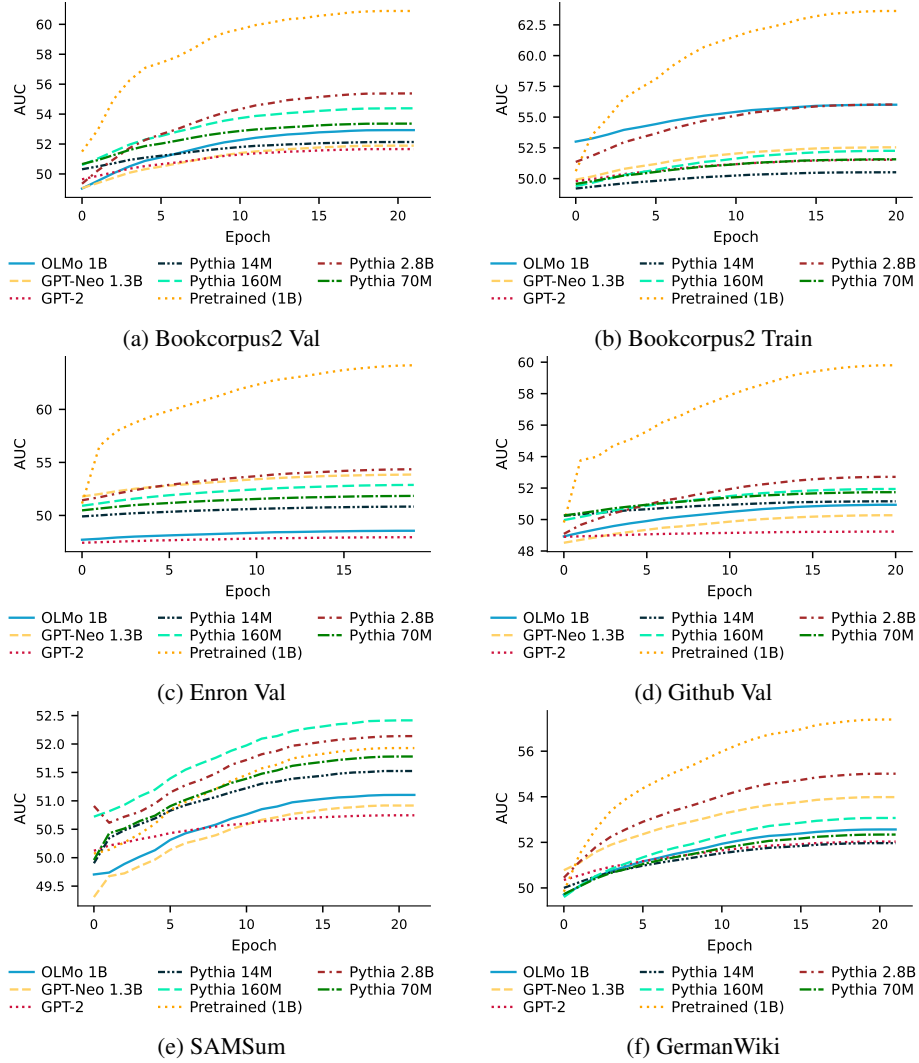 60
58
56
54
52
50
AUC
0 5 10 15 20
Epoch
OLMo 1B Pythia 14M Pythia 2.8B
GPT-Neo 1.3B Pythia 160M Pythia 70M
GPT-2 Pretrained (1B)
(a) Bookcorpus2 Val
62.5
60.0
57.5
55.0
52.5
50.0
AUC
0 5 10 15 20
Epoch
OLMo 1B Pythia 14M Pythia 2.8B
GPT-Neo 1.3B Pythia 160M Pythia 70M
GPT-2 Pretrained (1B)
(b) Bookcorpus2 Train
60
55
50
AUC
0 5 10 15
Epoch
OLMo 1B Pythia 14M Pythia 2.8B
GPT-Neo 1.3B Pythia 160M Pythia 70M
GPT-2 Pretrained (1B)
(c) Enron Val
60
58
56
54
52
50
48
AUC
0 5 10 15 20
Epoch
OLMo 1B Pythia 14M Pythia 2.8B
GPT-Neo 1.3B Pythia 160M Pythia 70M
GPT-2 Pretrained (1B)
(d) Github Val
52.5
52.0
51.5
51.0
50.5
50.0
49.5
AUC
0 5 10 15 20
Epoch
OLMo 1B Pythia 14M Pythia 2.8B
GPT-Neo 1.3B Pythia 160M Pythia 70M
GPT-2 Pretrained (1B)
(e) SAMSum
56
54
52
50
AUC
0 5 10 15 20
Epoch
OLMo 1B Pythia 14M Pythia 2.8B
GPT-Neo 1.3B Pythia 160M Pythia 70M
GPT-2 Pretrained (1B)
(f) GermanWiki